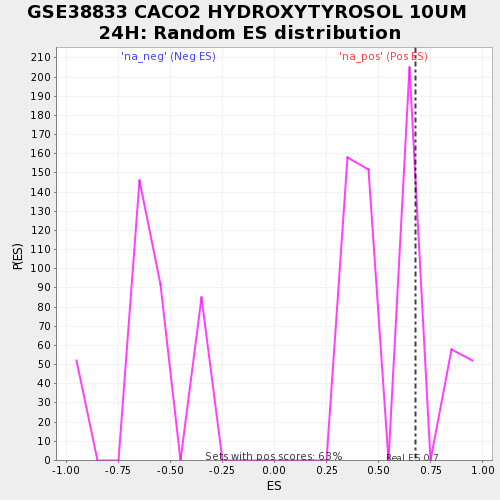 GSE38833 CACO2 HYDROXYTYROSOL 10UM
24H: Random ES distribution
'na_neg' (Neg ES)
'na_pos' (Pos ES)
210
200
190
180
170
160
150
140
130
120
110
100
90
80
70
60
50
40
30
20
10
0
P(ES)
Sets with pos scores: 63%
Real ES 0.7
-1.00 -0.75 -0.50 -0.25 0.00 0.25 0.50 0.75 1.00
ES